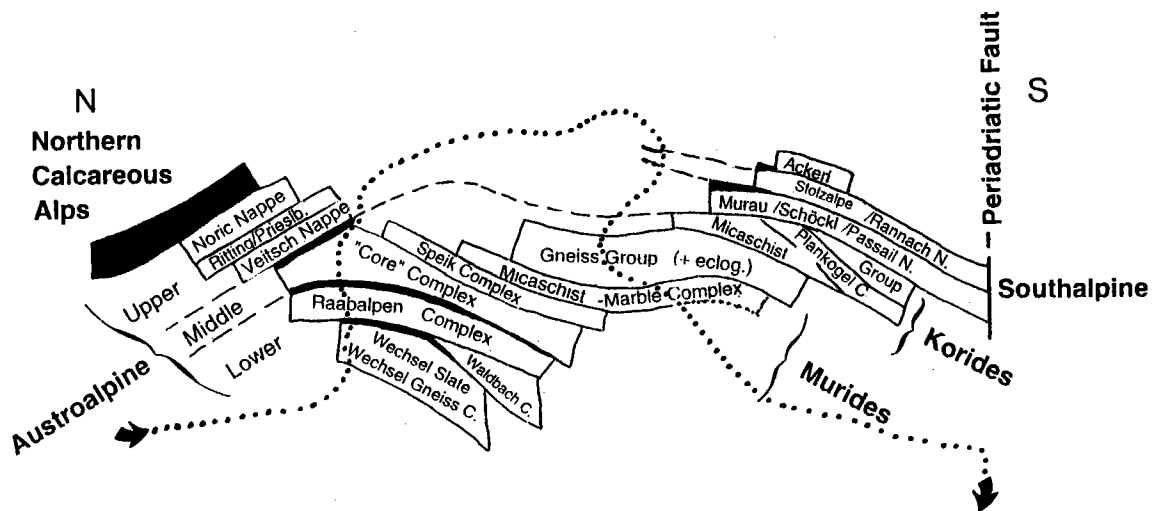 N
Northern
Calcareous
Alps
Noric Nappe
Ritting/Prieslb.
Veitsch Nappe
Upper
Middle
Lower
Austroalpine
"Core" Complex
Speik Complex
Micaschist -Marble Complex
Gneiss Group (+ eclog.)
Raabalpen Complex
Wechsel Slate
Wechsel Gneiss C.
Waldbach C.
Micaschist Group
Plankogel C
Murau /Schöckl /Passail N.
Stolzalpe /Rannach N.
Ackerl
Murides
Korides
Periadriatic Fault
S
Southalpine